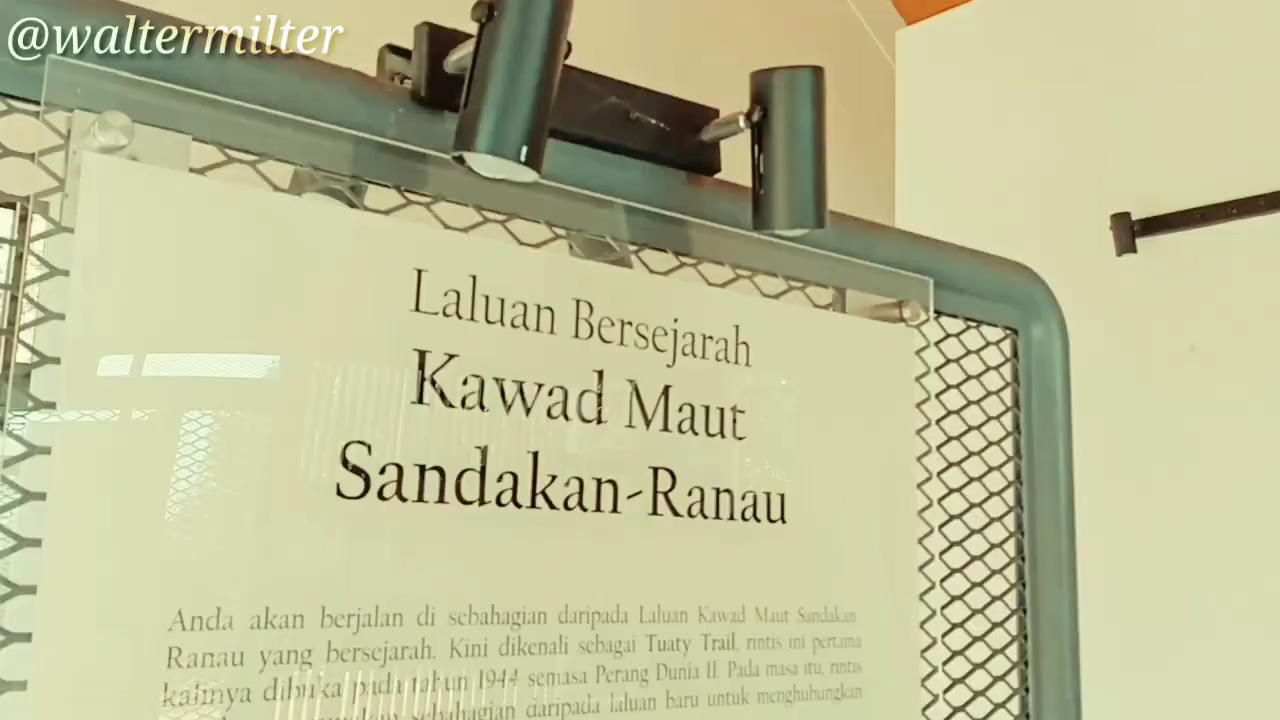 @waltermilter
Laluan Bersejarah
Kawad Maut
Sandakan-Ranau
Anda akan berjalan di sebahagian daripada Laluan Kawad Maut Sandakan
Ranau yang bersejarah. Kini dikenali sebagai Tuaty Trail, rintis ini pertama
kalinya dibuka pada tahun 1944 semasa Perang Dunia II. Pada masa itu, rintis
sebahagian daripada laluan baru untuk menghubungkan